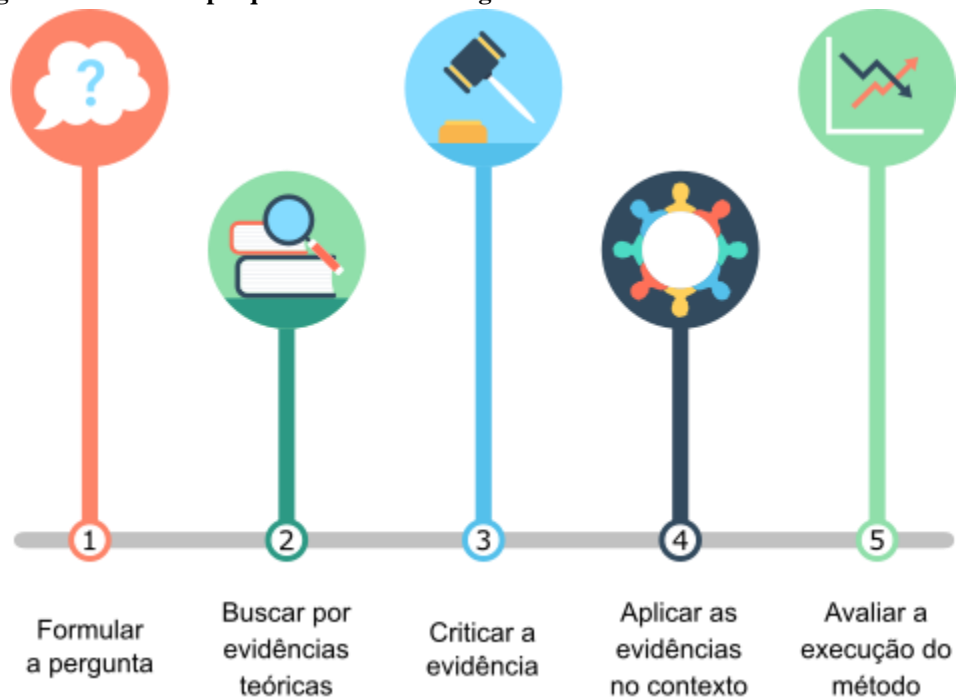 ?
1
2
3
4
5
Formular
a pergunta
Buscar por
evidências
teóricas
Criticar a
evidência
Aplicar as
evidências
no contexto
Avaliar a
execução do
método